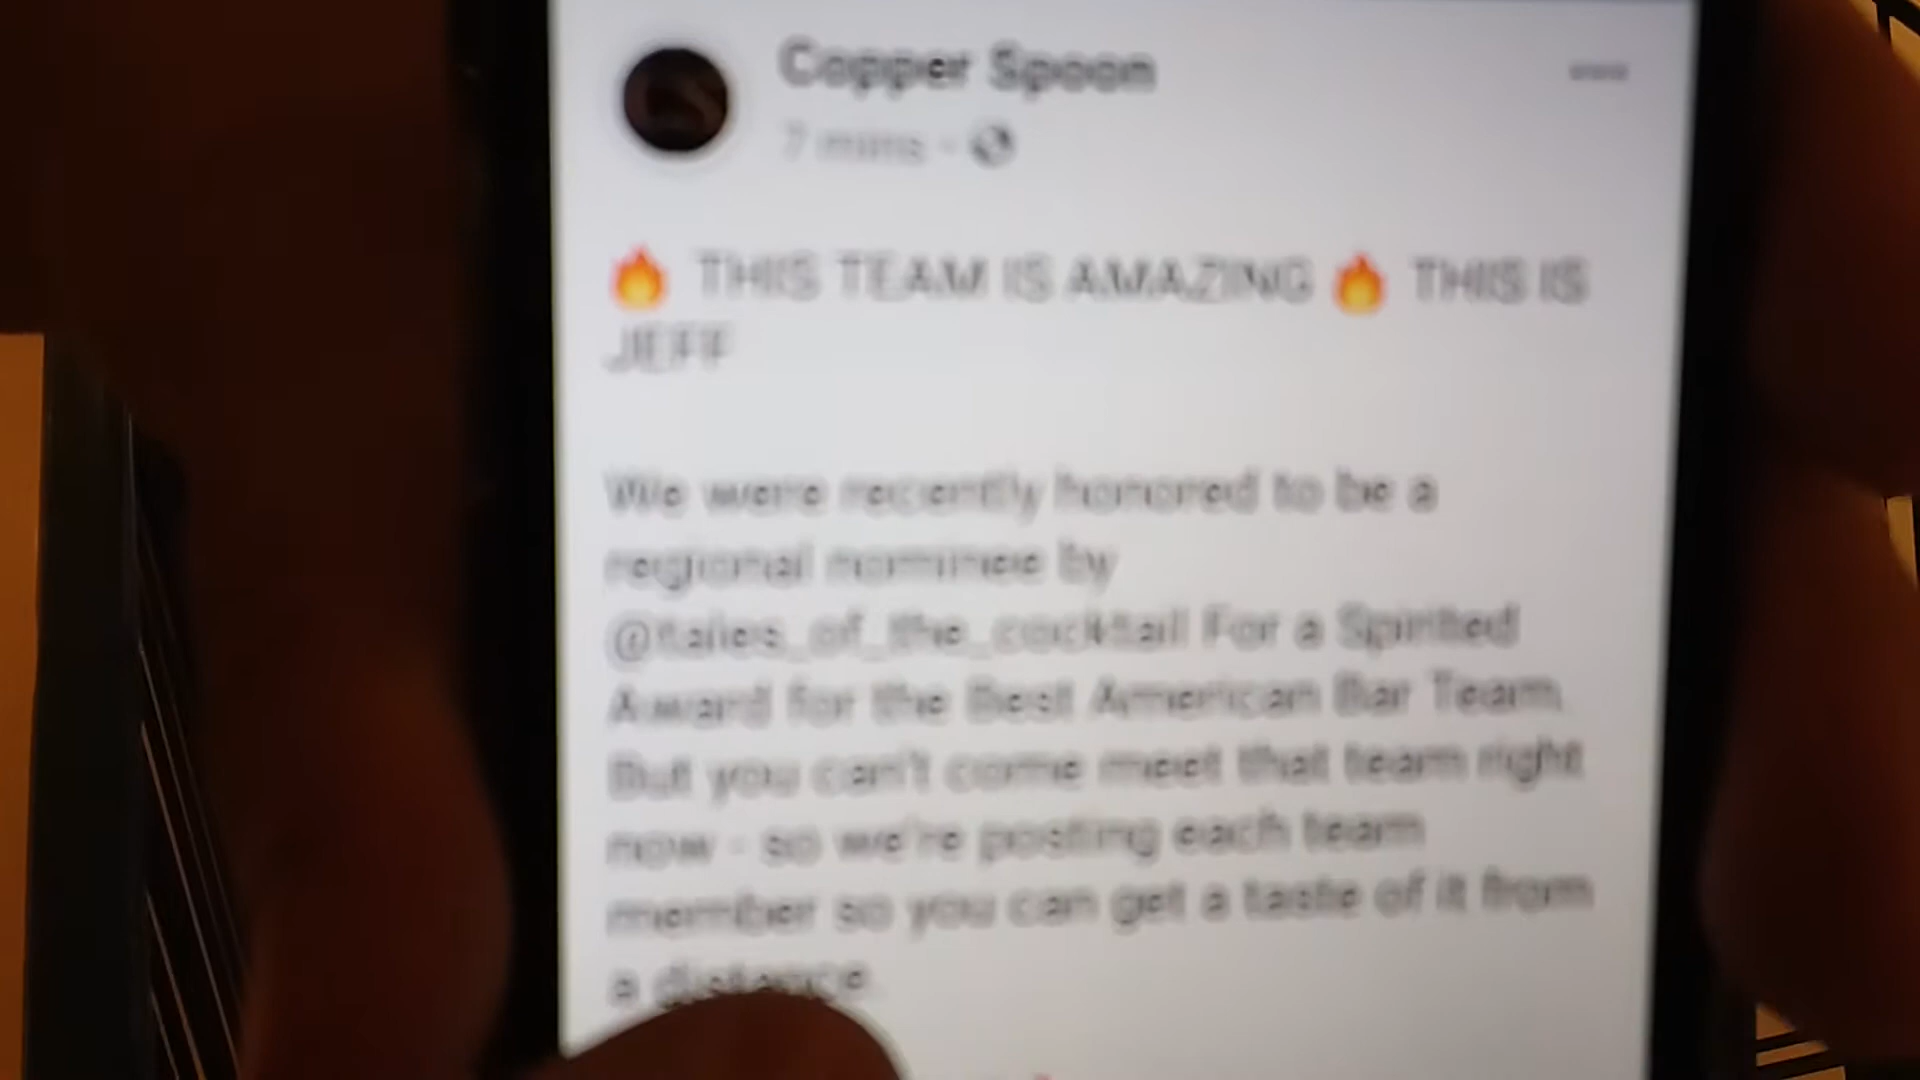 Copper Spoon
7 mins ·
🔥 THIS TEAM IS AMAZING 🔥 THIS IS
JEFF
We were recently honored to be a
regional nominee by
@tales_of_the_cocktail For a Spirited
Award for the Best American Bar Team.
But you can't come meet that team right
now - so we're posting each team
member so you can get a taste of it from
a distance